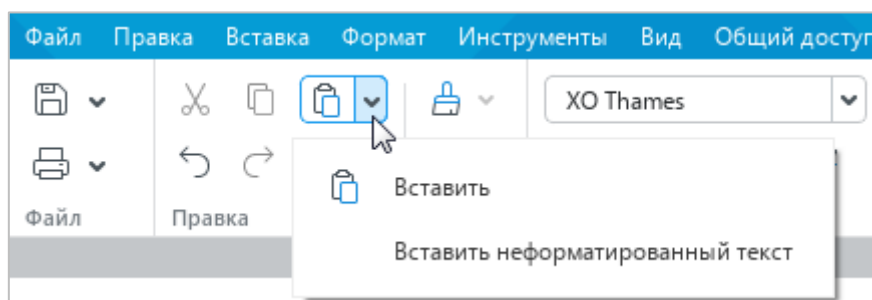 Файл Правка Вставка Формат Инструменты Вид Общий доступ
XO Thames
Файл Правка
Вставить
Вставить неформатированный текст